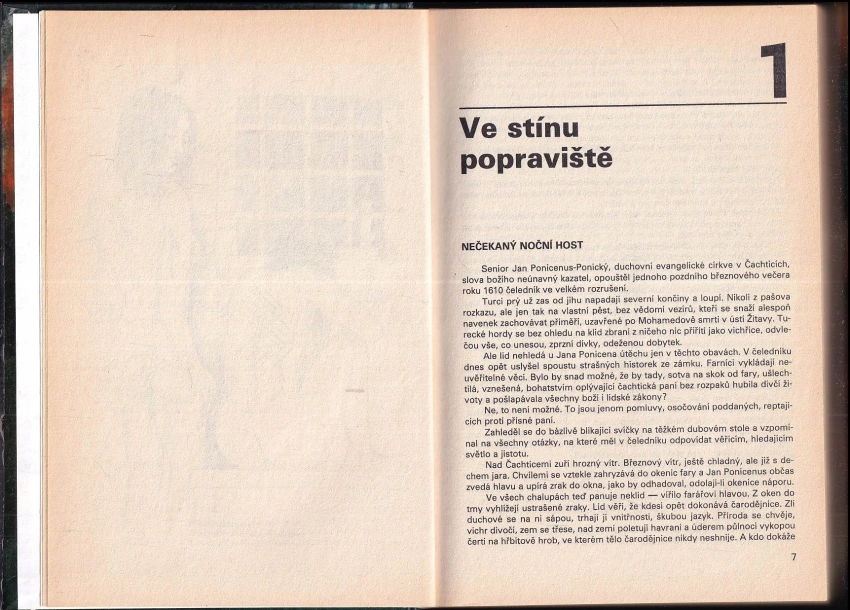 1
Ve stínu
popraviště
NEČEKANÝ NOČNÍ HOST
Senior Jan Ponicenus-Ponický, duchovní evangelické církve v Čachticích,
slova božího neúnavný kazatel, opouštěl jednoho pozdního březnového večera
roku 1610 čeledník ve velkém rozrušení.
Turci prý už zas od jihu napadají severní končiny a loupí. Nikoli z pašova
rozkazu, ale jen tak na vlastní pěst, bez vědomí vezírů, kteří se snaží alespoň
navenek zachovávat příměří, uzavřené po Mohamedově smrti v ústí Žitavy. Tu-
recké hordy se bez ohledu na klid zbraní z ničeho nic přiřítí jako vichřice, odvle-
čou vše, co unesou, zprzní dívky, odeženou dobytek.
Ale lid nehledá u Jana Ponicena útěchu jen v těchto obavách. V čeledníku
dnes opět uslyšel spoustu strašných historek ze zámku. Farníci vykládají ne-
uvěřitelné věci. Bylo by snad možné, že by tady, sotva na skok od fary, ušlech-
tilá, vznešená, bohatstvím oplývající čachtická paní bez rozpaků hubila dívčí ži-
voty a pošlapávala všechny boží i lidské zákony?
Ne, to není možné. To jsou jenom pomluvy, osočování poddaných, reptají-
cích proti přísné paní.
Zahleděl se do bázlivě blikající svíčky na těžkém dubovém stole a vzpomí-
nal na všechny otázky, na které měl v čeledníku odpovídat věřícím, hledajícím
světlo a jistotu.
Nad Čachticemi zuří hrozný vítr. Březnový vítr, ještě chladný, ale již s de-
chem jara. Chvílemi se vztekle zahryzává do okenic fary a Jan Ponicenus občas
zvedá hlavu a upírá zrak do okna, jako by odhadoval, odolají-li okenice náporu.
Ve všech chalupách teď panuje neklid — vířilo farářovi hlavou. Z oken do
tmy vyhlížejí ustrašené zraky. Lid věří, že kdesi opět dokonává čarodějnice. Zlí
duchové se na ni sápou, trhají jí vnitřnosti, škubou jazyk. Příroda se chvěje,
vichr divočí, zem se třese, nad zemí poletují havrani a úderem půlnoci vykopou
čerti na hřbitově hrob, ve kterém tělo čarodějnice nikdy neshnije. A kdo dokáže
7